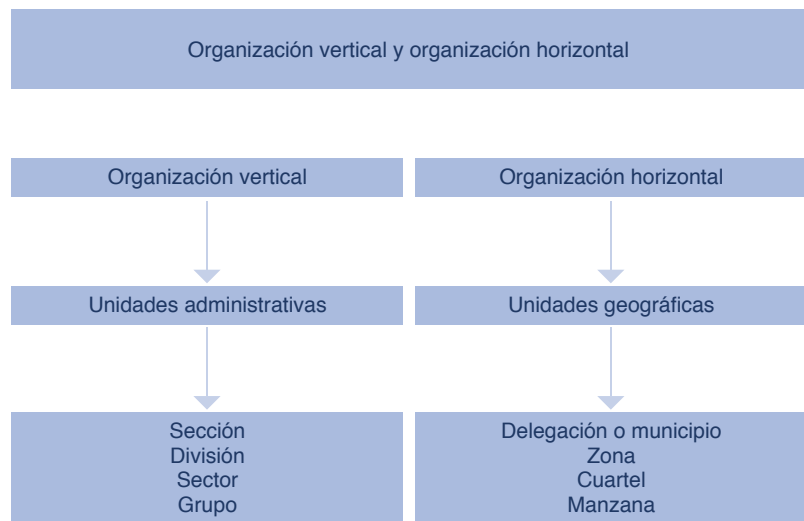 Organización vertical y organización horizontal
Organización vertical
Organización horizontal
Unidades administrativas
Unidades geográficas
Sección
División
Sector
Grupo
Delegación o municipio
Zona
Cuartel
Manzana